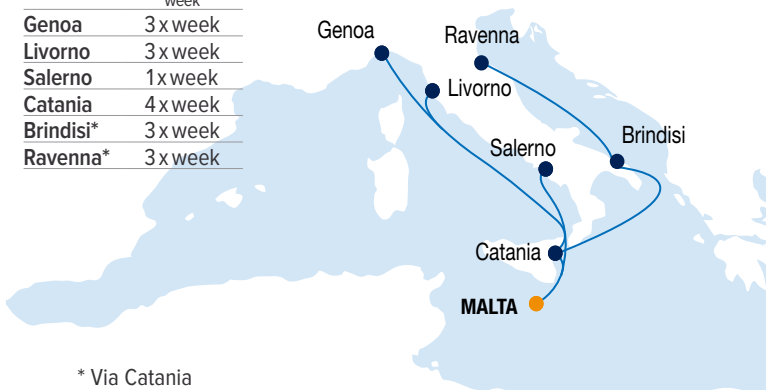 week
Genoa 3 x week
Livorno 3 x week
Salerno 1 x week
Catania 4 x week
Brindisi* 3 x week
Ravenna* 3 x week
Genoa
Ravenna
Livorno
Brindisi
Salerno
Catania
MALTA
* Via Catania